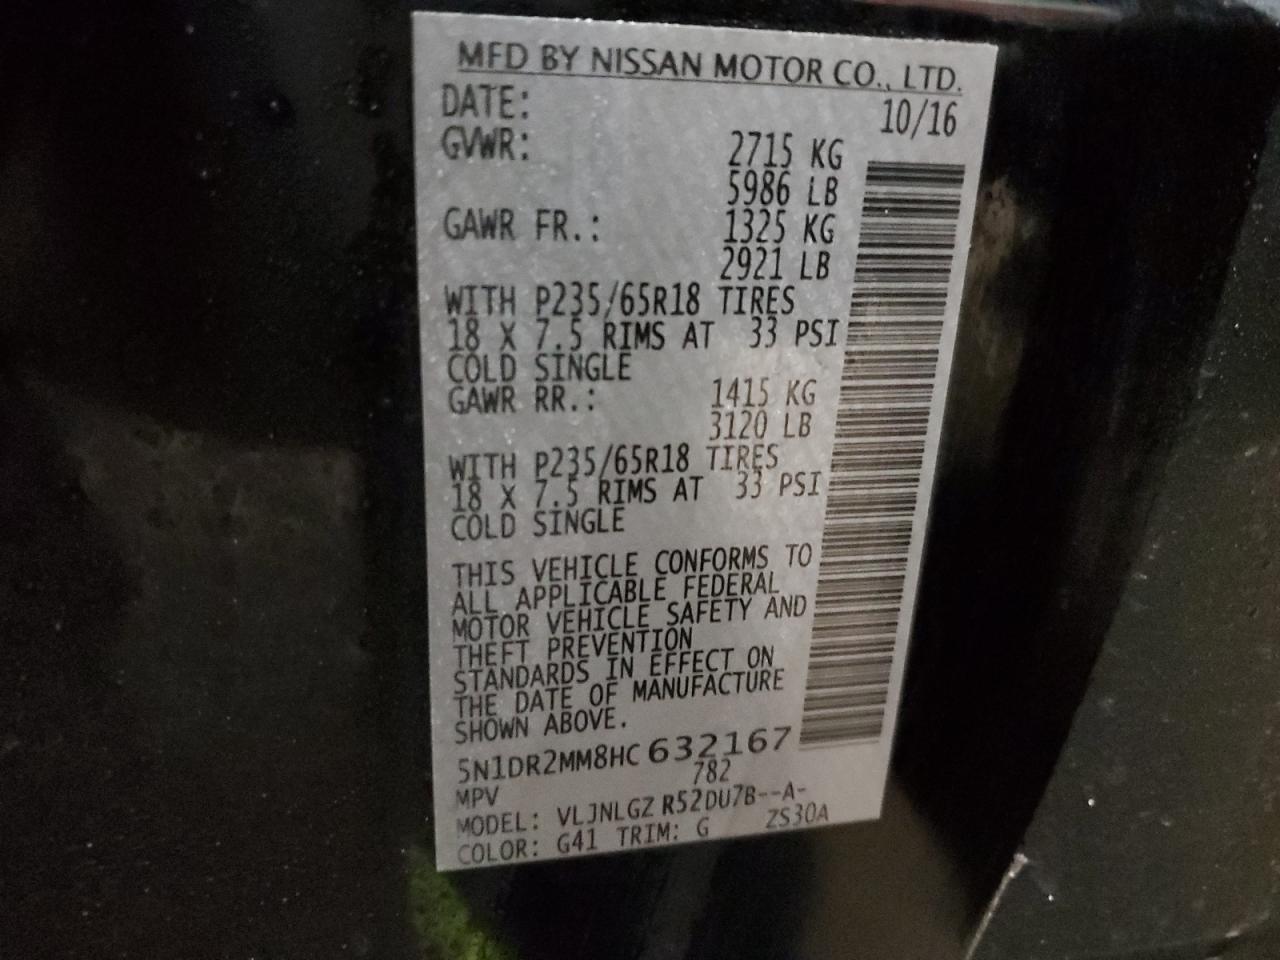 MFD BY NISSAN MOTOR CO., LTD.
DATE: 10/16
GVWR: 2715 KG
5986 LB
GAWR FR.: 1325 KG
2921 LB
WITH P235/65R18 TIRES
18 X 7.5 RIMS AT 33 PSI
COLD SINGLE
GAWR RR.: 1415 KG
3120 LB
WITH P235/65R18 TIRES
18 X 7.5 RIMS AT 33 PSI
COLD SINGLE
THIS VEHICLE CONFORMS TO
ALL APPLICABLE FEDERAL
MOTOR VEHICLE SAFETY AND
THEFT PREVENTION
STANDARDS IN EFFECT ON
THE DATE OF MANUFACTURE
SHOWN ABOVE.
5N1DR2MM8HC 632167
MPV 782
MODEL: VLJNLGZ R52DU7B--A-
COLOR: G41 TRIM: G ZS30A